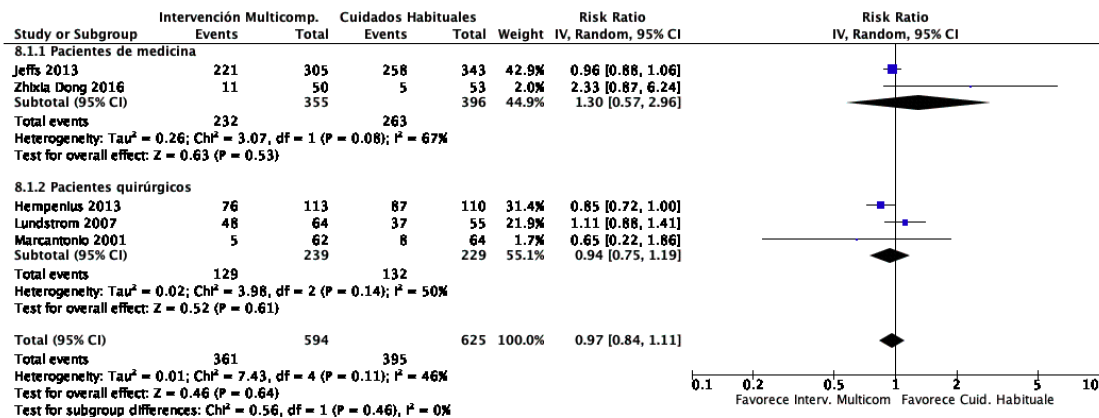 Intervención Multicomp. Cuidados Habituales Risk Ratio Risk Ratio
Study or Subgroup Events Total Events Total Weight IV, Random, 95% CI IV, Random, 95% CI
8.1.1 Pacientes de medicina
Jeffs 2013 221 305 258 343 42.9% 0.96 [0.88, 1.06]
Zhixia Dong 2016 11 50 5 53 2.0% 2.33 [0.87, 6.24]
Subtotal (95% CI) 355 396 44.9% 1.30 [0.57, 2.96]
Total events 232 263
Heterogeneity: Tau² = 0.26; Chi² = 3.07, df = 1 (P = 0.08); I² = 67%
Test for overall effect: Z = 0.63 (P = 0.53)
8.1.2 Pacientes quirúrgicos
Hempenius 2013 76 113 87 110 31.4% 0.85 [0.72, 1.00]
Lundstrom 2007 48 64 37 55 21.9% 1.11 [0.88, 1.41]
Marcantonio 2001 5 62 8 64 1.7% 0.65 [0.22, 1.86]
Subtotal (95% CI) 239 229 55.1% 0.94 [0.75, 1.19]
Total events 129 132
Heterogeneity: Tau² = 0.02; Chi² = 3.98, df = 2 (P = 0.14); I² = 50%
Test for overall effect: Z = 0.52 (P = 0.61)
Total (95% CI) 594 625 100.0% 0.97 [0.84, 1.11]
Total events 361 395
Heterogeneity: Tau² = 0.01; Chi² = 7.43, df = 4 (P = 0.11); I² = 46%
Test for overall effect: Z = 0.46 (P = 0.64)
Test for subgroup differences: Chi² = 0.56, df = 1 (P = 0.46), I² = 0%
0.1 0.2 0.5 1 2 5 10
Favorece Interv. Multicom Favorece Cuid. Habituale